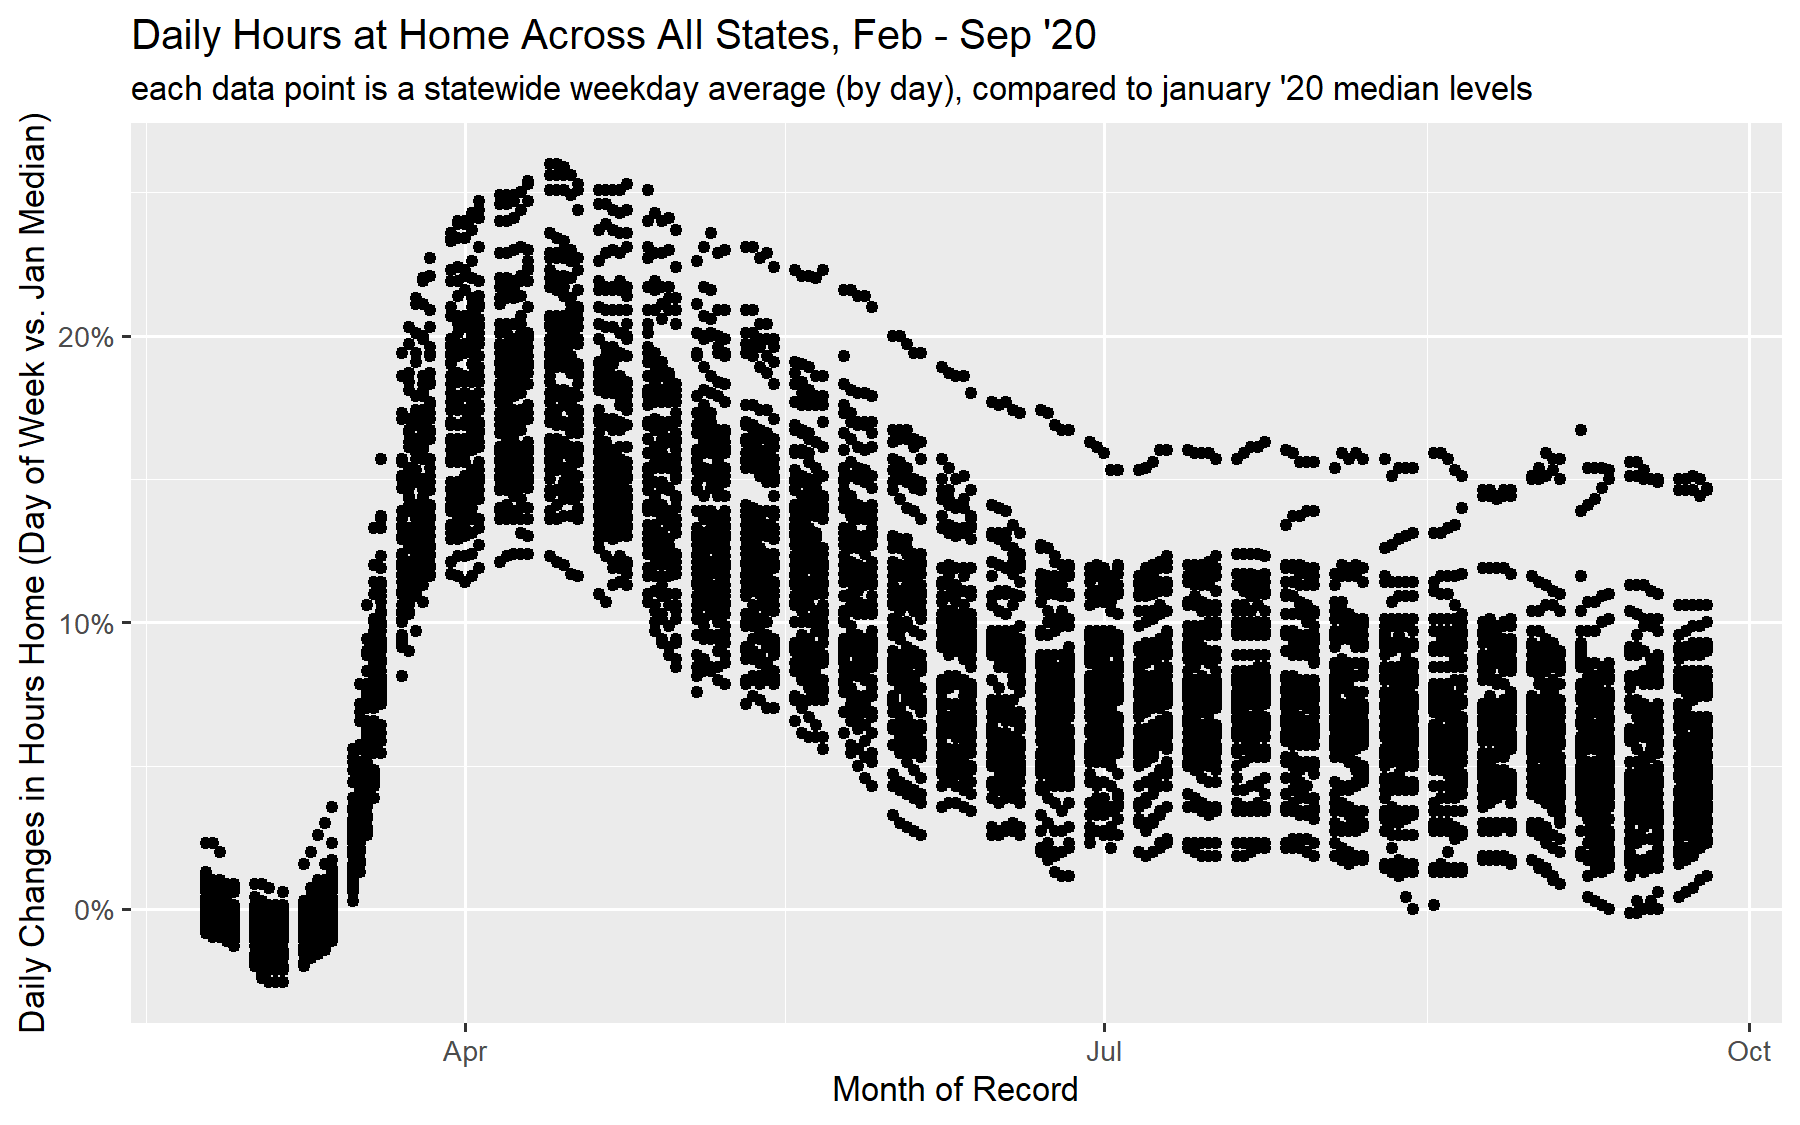 Daily Hours at Home Across All States, Feb - Sep '20
each data point is a statewide weekday average (by day), compared to january '20 median levels
Daily Changes in Hours Home (Day of Week vs. Jan Median)
20%
10%
0%
Apr
Jul
Oct
Month of Record